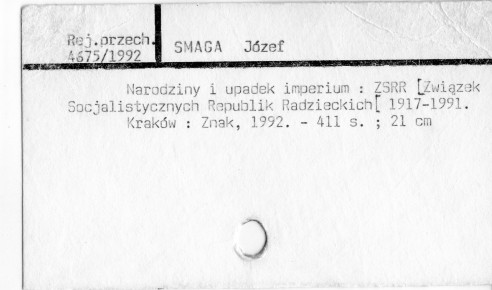 Rej.przech.
4675/1992
SMAGA Józef
Narodziny i upadek imperium : ZSRR [Związek
Socjalistycznych Republik Radzieckich[ 1917-1991.
Kraków : Znak, 1992. - 411 s. ; 21 cm